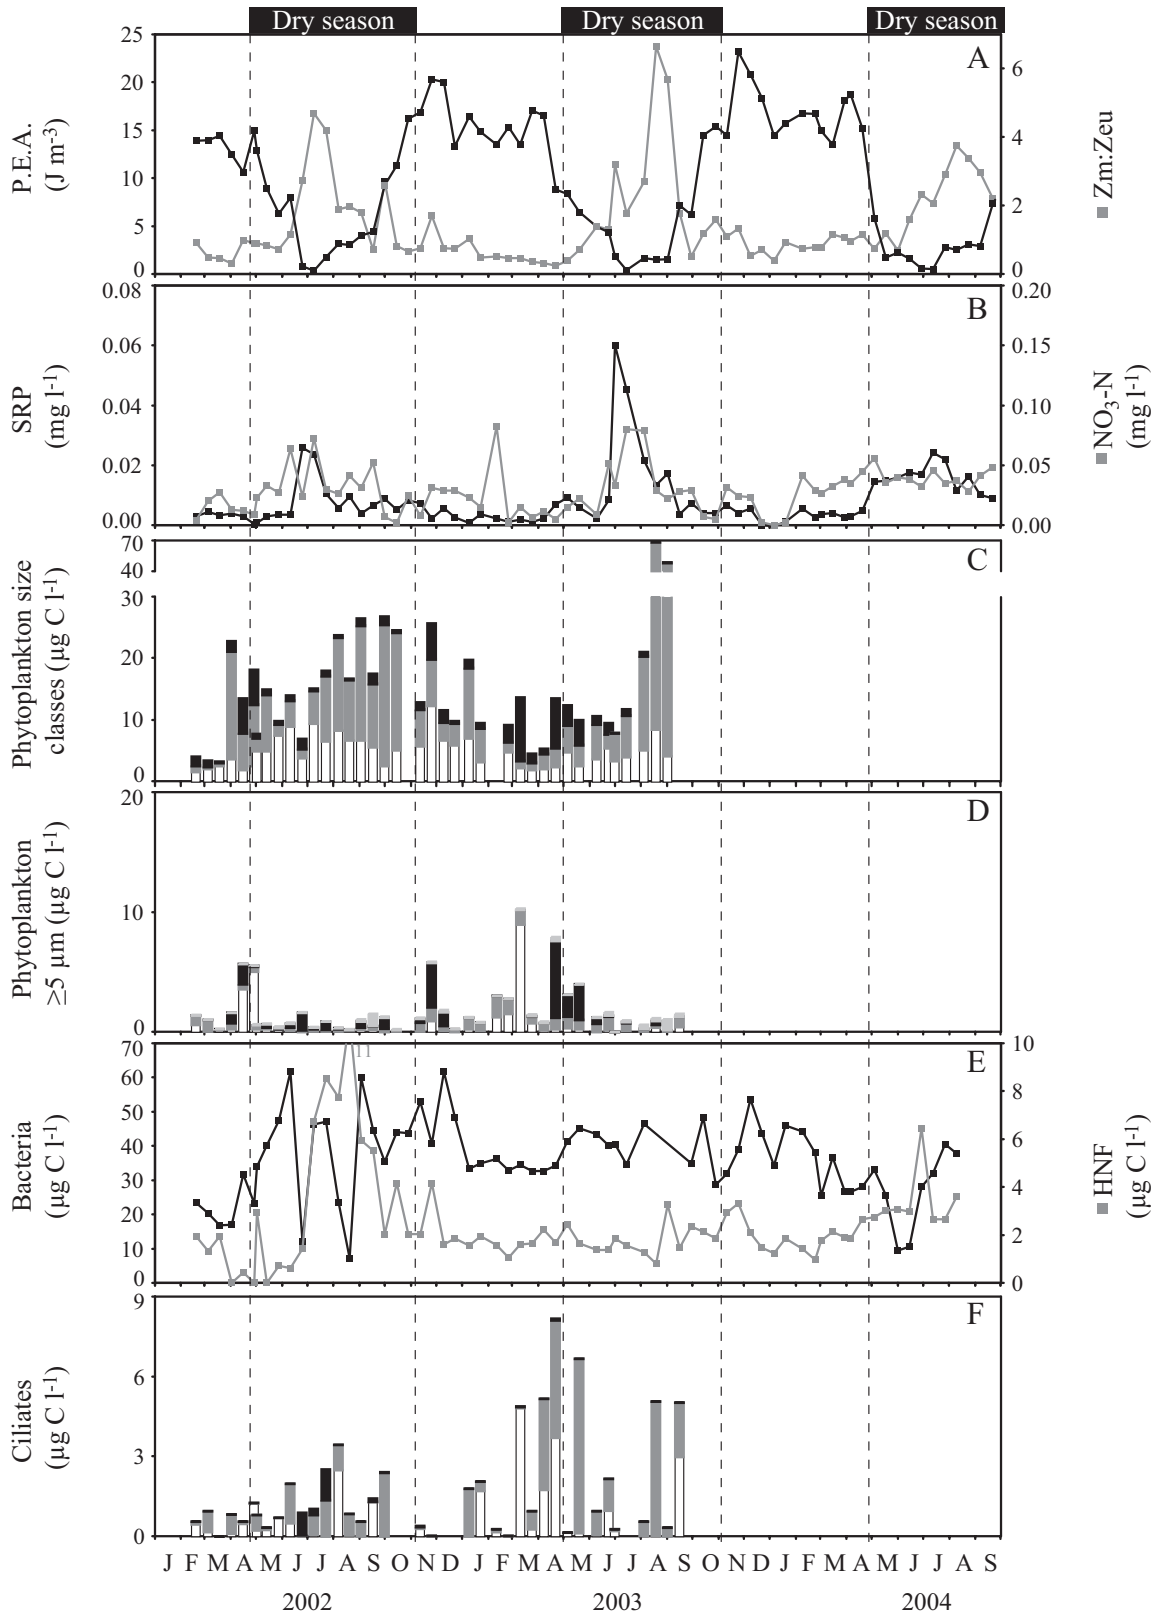 Dry season Dry season Dry season
A
25
20
15
10
5
0
P.E.A.
(J m-3)
6
4
2
0
Zm:Zeu
B
0.08
0.06
0.04
0.02
0.00
SRP
(mg l-1)
0.20
0.15
0.10
0.05
0.00
NO3-N
(mg l-1)
C
70
40
30
20
10
0
Phytoplankton size
classes (µg C l-1)
D
20
10
0
Phytoplankton
≥5 µm (µg C l-1)
E
70
60
50
40
30
20
10
0
Bacteria
(µg C l-1)
11
10
8
6
4
2
0
HNF
(µg C l-1)
F
9
6
3
0
Ciliates
(µg C l-1)
J F M A M J J A S O N D J F M A M J J A S O N D J F M A M J J A S
2002 2003 2004